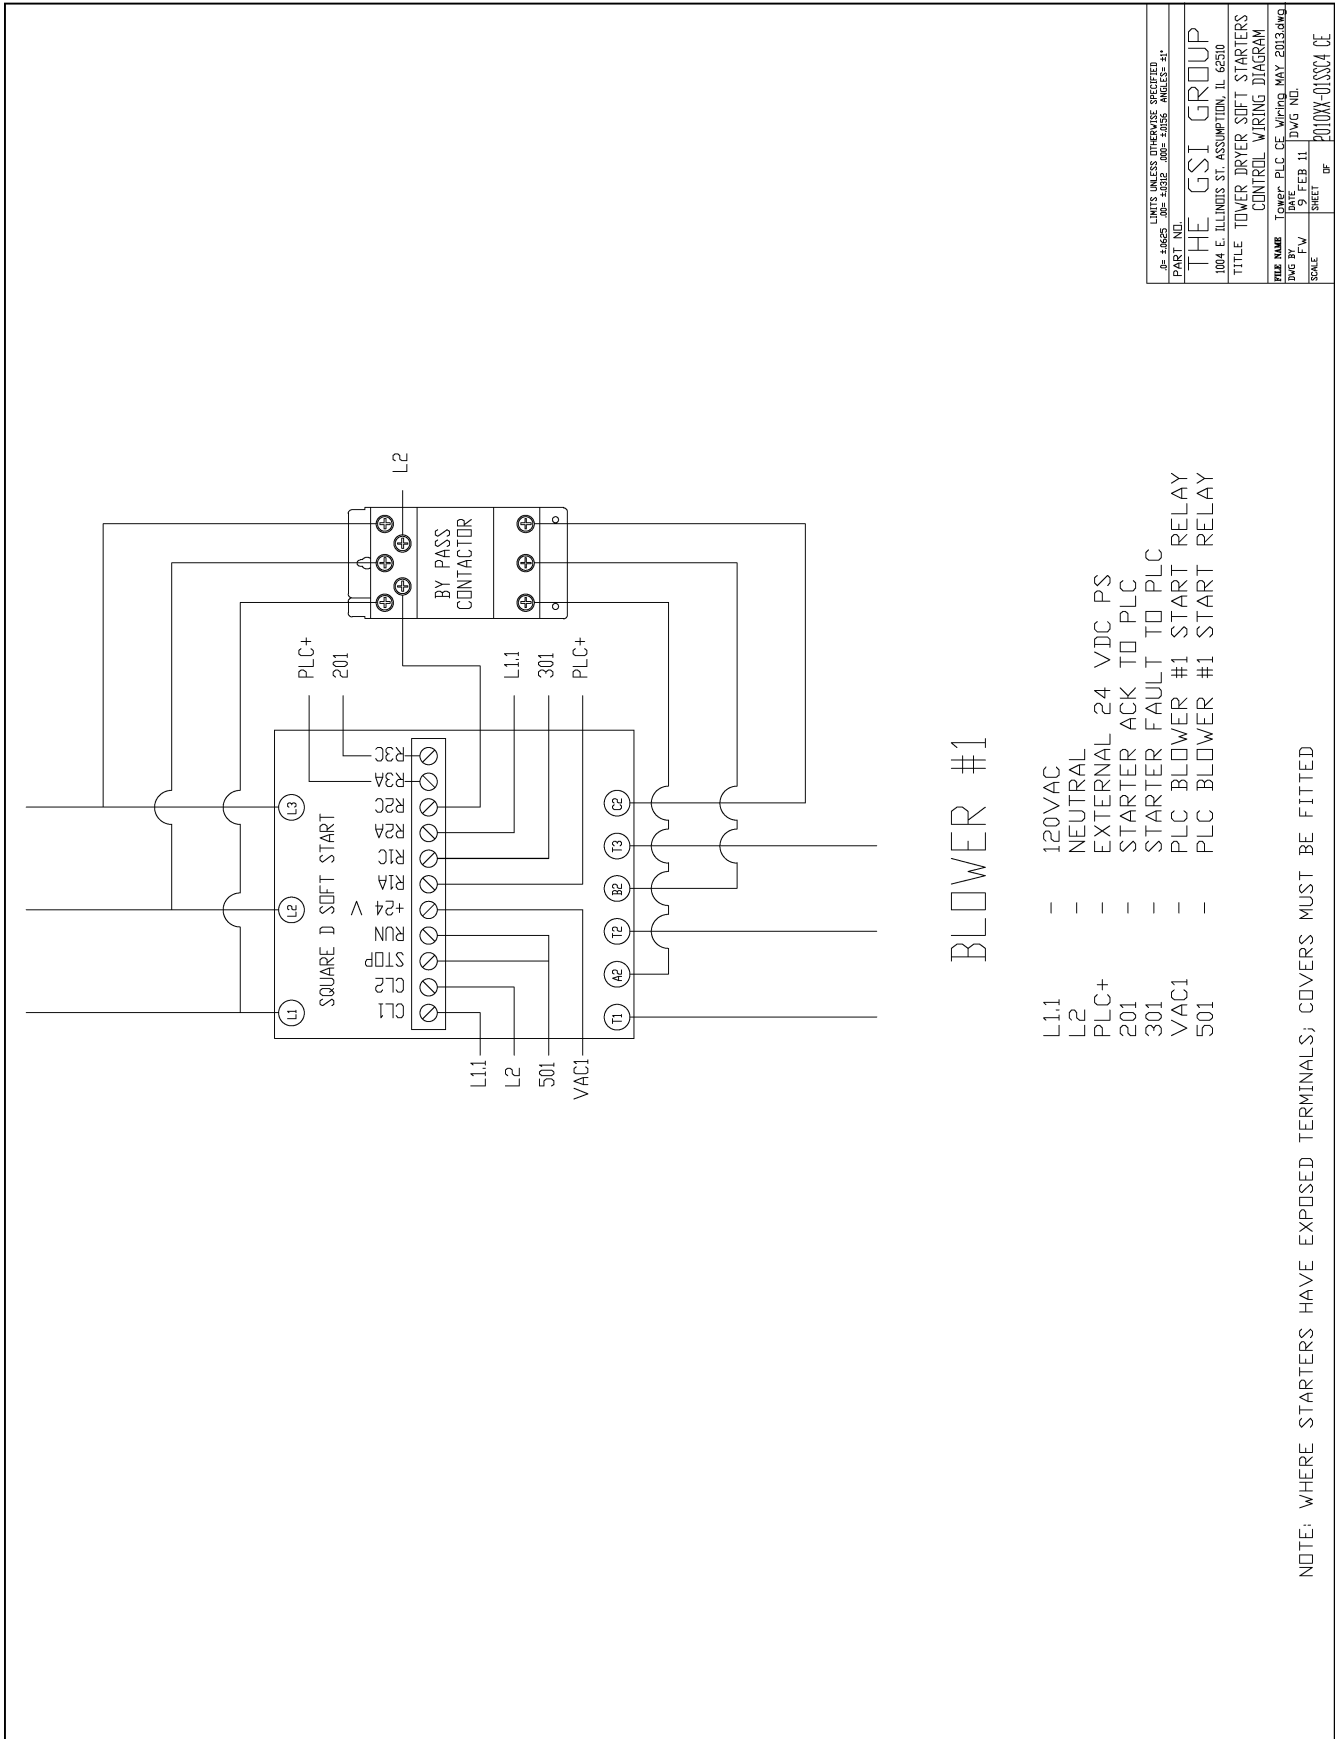 L1
L2
L3
SQUARE D SOFT START
CL1
CL2
STOP
RUN
+24 V
R1A
R1C
R2A
R2C
R3A
R3C
T1
A2
T2
B2
T3
C2
L1.1
L2
501
VAC1
PLC+
201
L1.1
301
PLC+
BY PASS
CONTACTOR
L2
BLOWER #1
L1.1 - 120VAC
L2 - NEUTRAL
PLC+ - EXTERNAL 24 VDC PS
201 - STARTER ACK TO PLC
301 - STARTER FAULT TO PLC
VAC1 - PLC BLOWER #1 START RELAY
501 - PLC BLOWER #1 START RELAY
NOTE: WHERE STARTERS HAVE EXPOSED TERMINALS; COVERS MUST BE FITTED
LIMITS UNLESS OTHERWISE SPECIFIED
.0= ±.0625 .00= ±.0312 .000= ±.0156 ANGLES= ±1°
PART NO.
THE GSI GROUP
1004 E. ILLINOIS ST. ASSUMPTION, IL 62510
TITLE TOWER DRYER SOFT STARTERS
CONTROL WIRING DIAGRAM
FILE NAME Tower PLC CE Wiring MAY 2013.dwg
DWG BY FW
DATE 9 FEB 11
DWG NO.
SCALE
SHEET OF
2010XX-01SSC4 CE